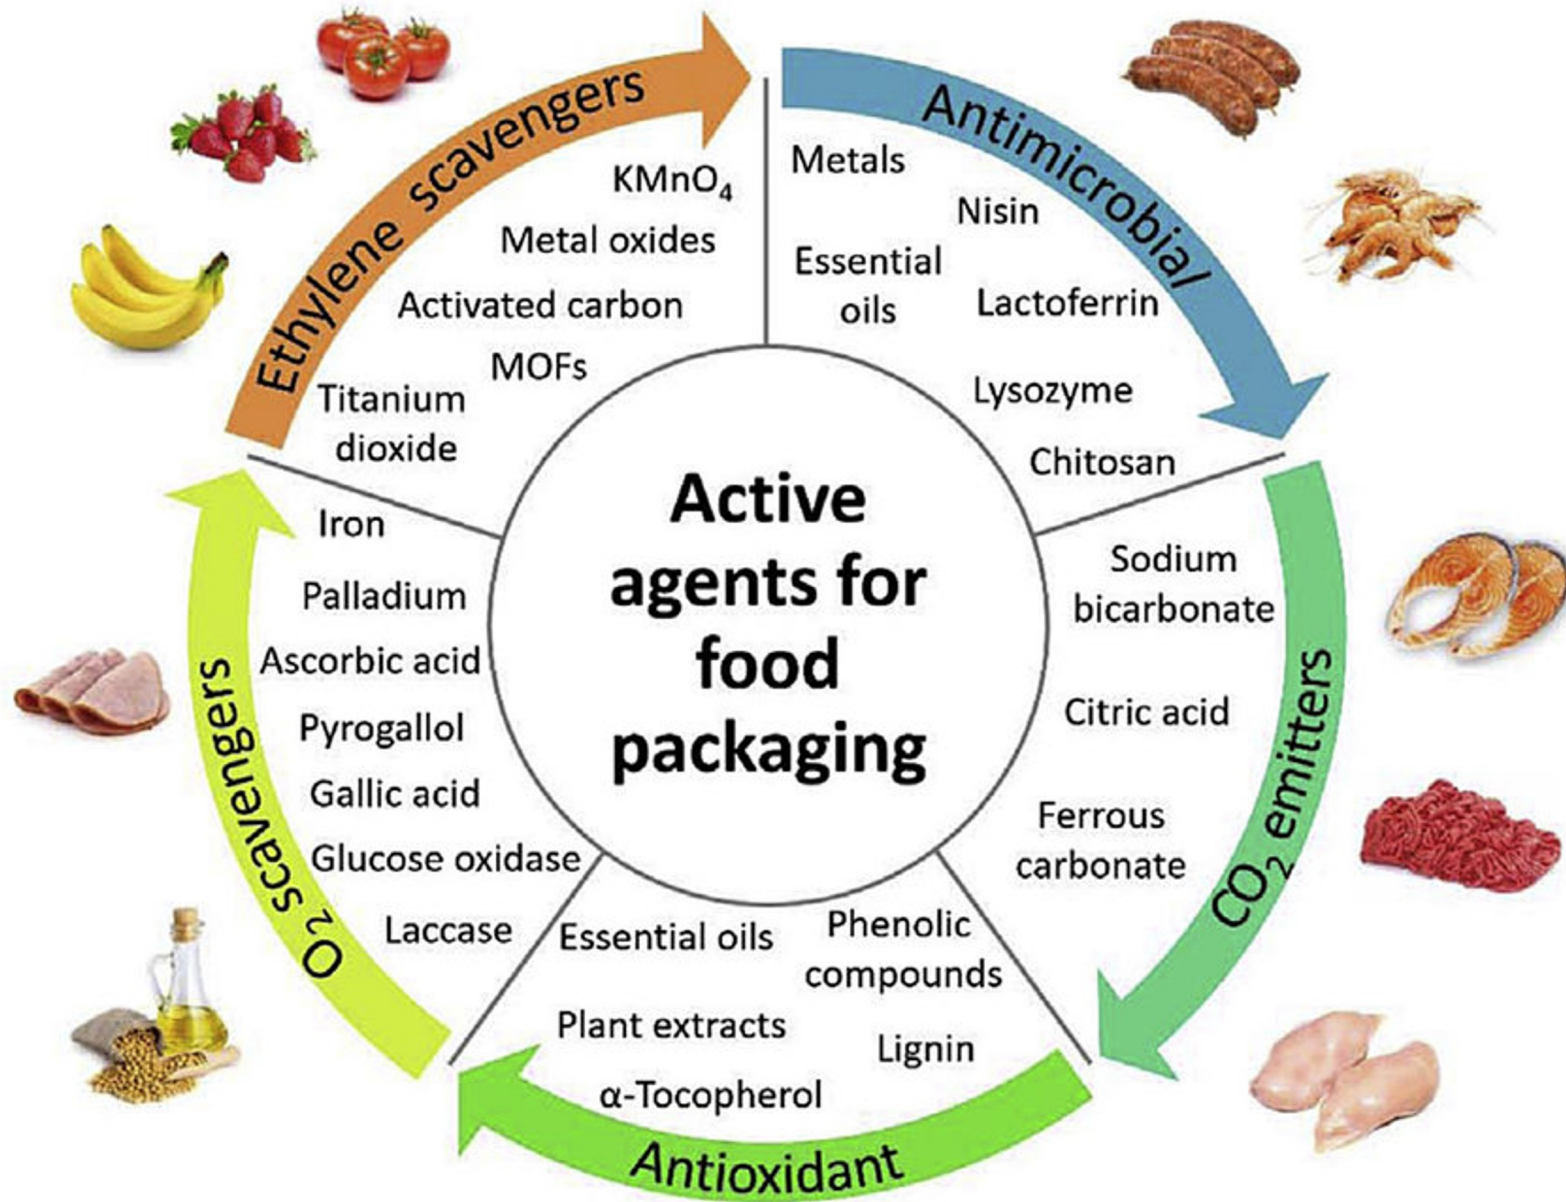 Active
agents for
food
packaging
Antimicrobial
Metals
Nisin
Essential
oils
Lactoferrin
Lysozyme
Chitosan
CO₂ emitters
Sodium
bicarbonate
Citric acid
Ferrous
carbonate
Antioxidant
Essential oils
Phenolic
compounds
Plant extracts
Lignin
α-Tocopherol
O₂ scavengers
Iron
Palladium
Ascorbic acid
Pyrogallol
Gallic acid
Glucose oxidase
Laccase
Ethylene scavengers
KMnO₄
Metal oxides
Activated carbon
MOFs
Titanium
dioxide